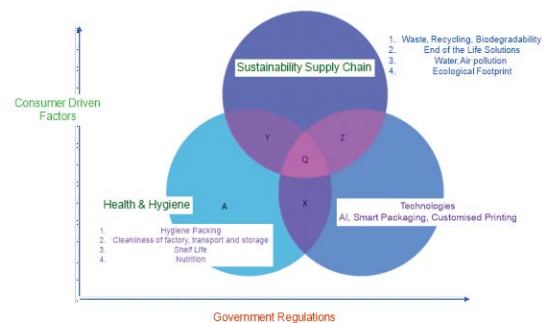 1. Waste, Recycling, Biodegradability
2. End of the Life Solutions
3. Water, Air pollution
4. Ecological Footprint
Sustainability Supply Chain
Consumer Driven
Factors
Y
Z
Q
Health & Hygiene
A
X
Technologies
AI, Smart Packaging, Customised Printing
1. Hygiene Packing
2. Cleanliness of factory, transport and storage
3. Shelf Life
4. Nutrition
Government Regulations